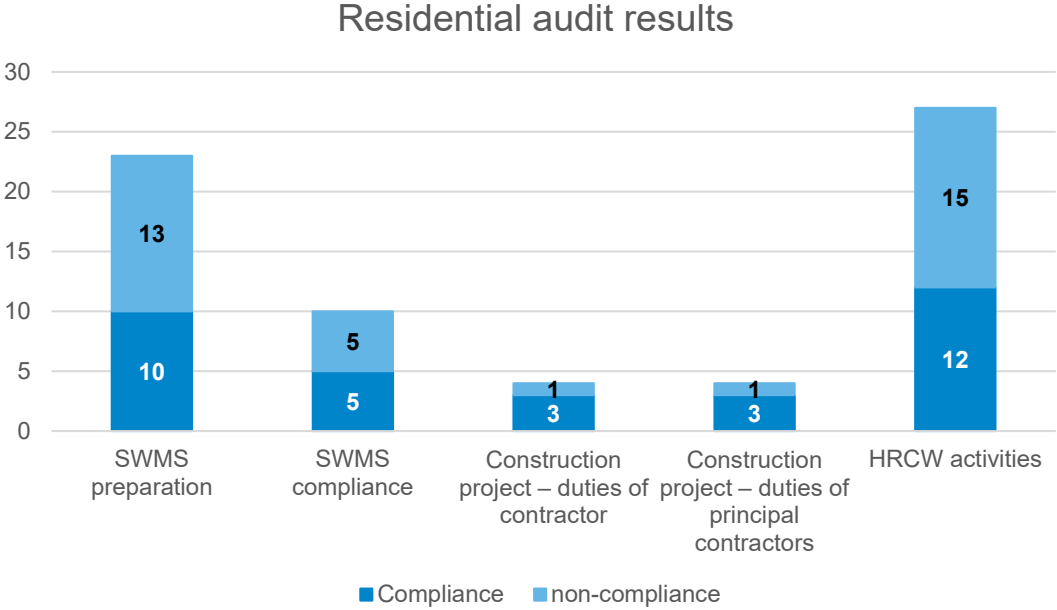 Residential audit results
30
25
20
15
10
5
0
13
10
5
5
1
3
1
3
15
12
SWMS
preparation
SWMS
compliance
Construction
project – duties of
contractor
Construction
project – duties of
principal
contractors
HRCW activities
Compliance
non-compliance